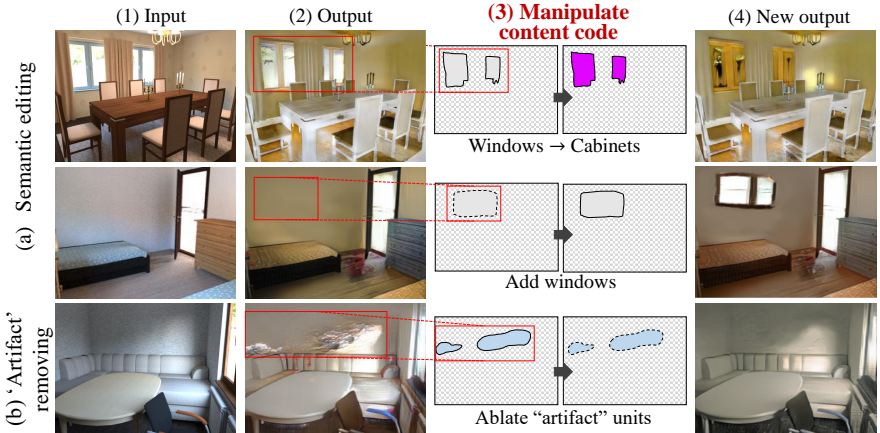 (1) Input
(2) Output
(3) Manipulate
content code
(4) New output
(a) Semantic editing
Windows → Cabinets
Add windows
(b) ‘Artifact’
removing
Ablate “artifact” units